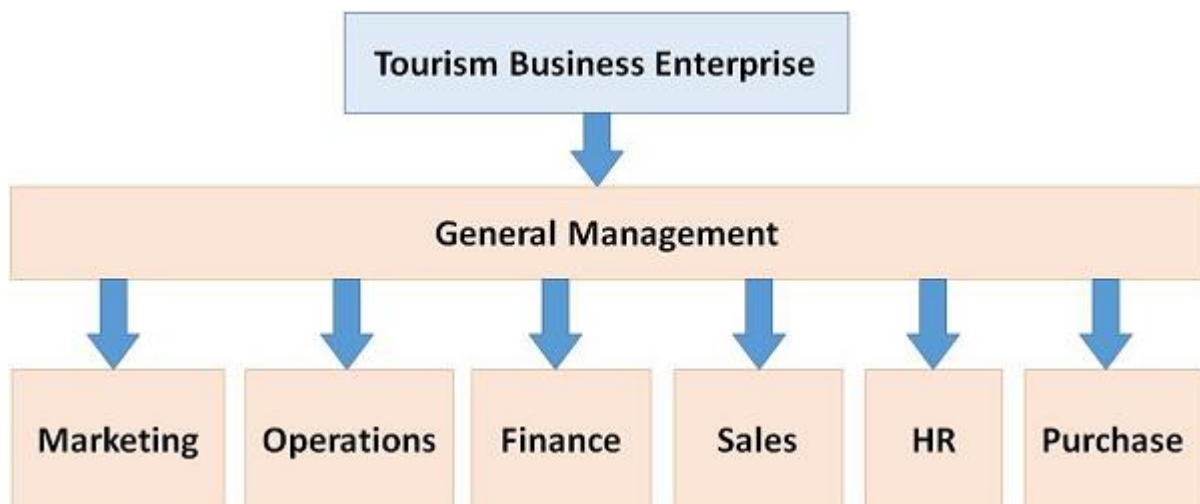 Tourism Business Enterprise
General Management
Marketing
Operations
Finance
Sales
HR
Purchase